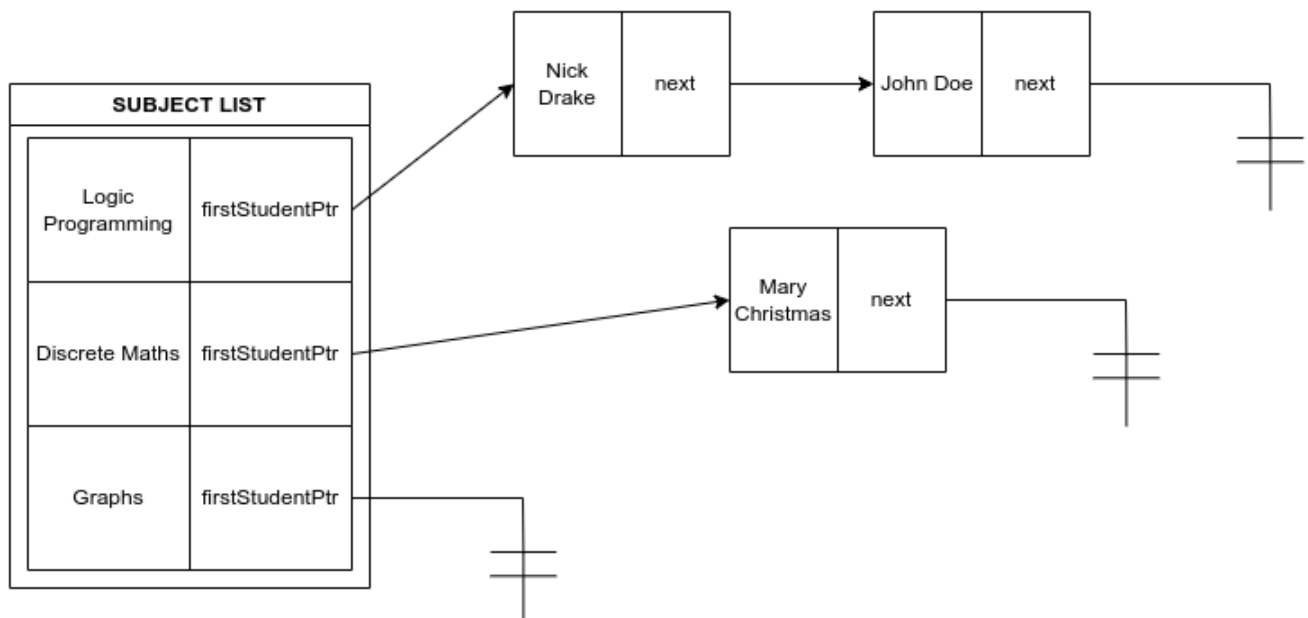 Nick
Drake
next
John Doe
next
SUBJECT LIST
Logic
Programming
firstStudentPtr
Mary
Christmas
next
Discrete Maths
firstStudentPtr
Graphs
firstStudentPtr